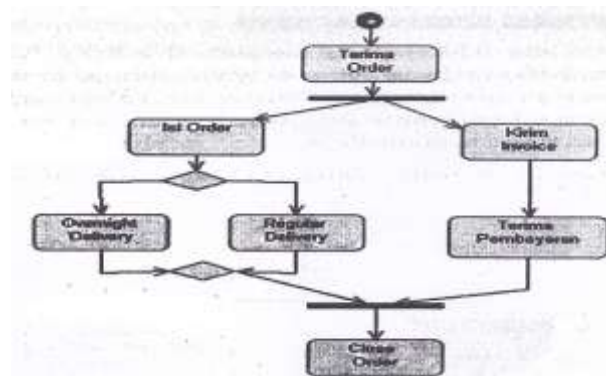 Terima
Order
Isi Order
Kirim
Invoice
Overnight
Delivery
Regular
Delivery
Terima
Pembayaran
Close
Order